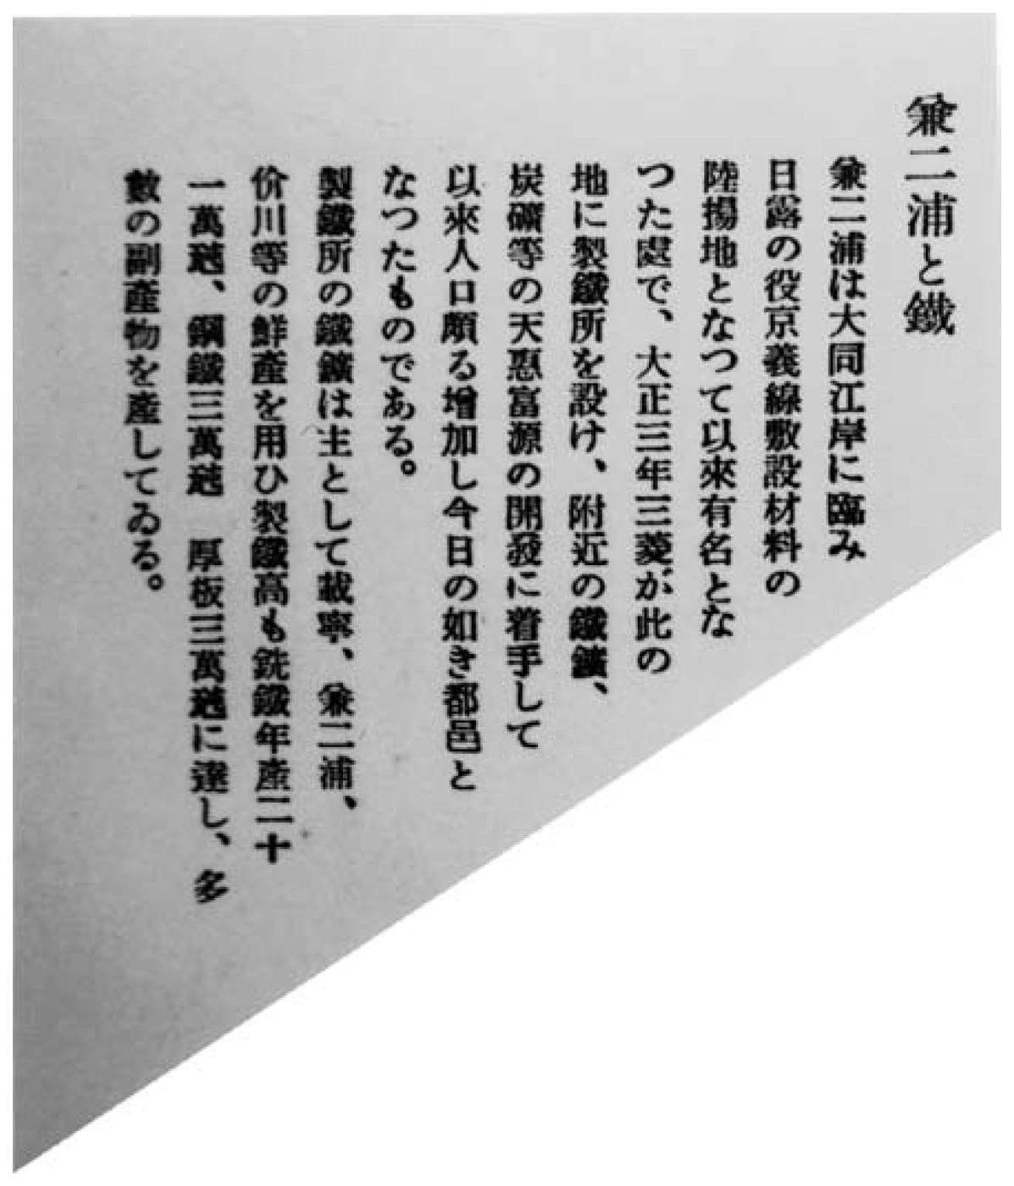 兼二浦と鐵
兼二浦は大同江岸に臨み
日露の役京義線敷設材料の
陸揚地となつて以來有名とな
つた處で、大正三年三菱が此の
地に製鐵所を設け、附近の鐵鑛、
炭礦等の天惠富源の開發に着手して
以來人口頗る增加し今日の如き都邑と
なつたものである。
製鐵所の鐵鑛は主として載寧、兼二浦、
价川等の鮮產を用ひ製鐵高も銑鐵年產二十
一萬瓲、鋼鐵三萬瓲 厚板三萬瓲に達し、多
數の副產物を產してゐる。